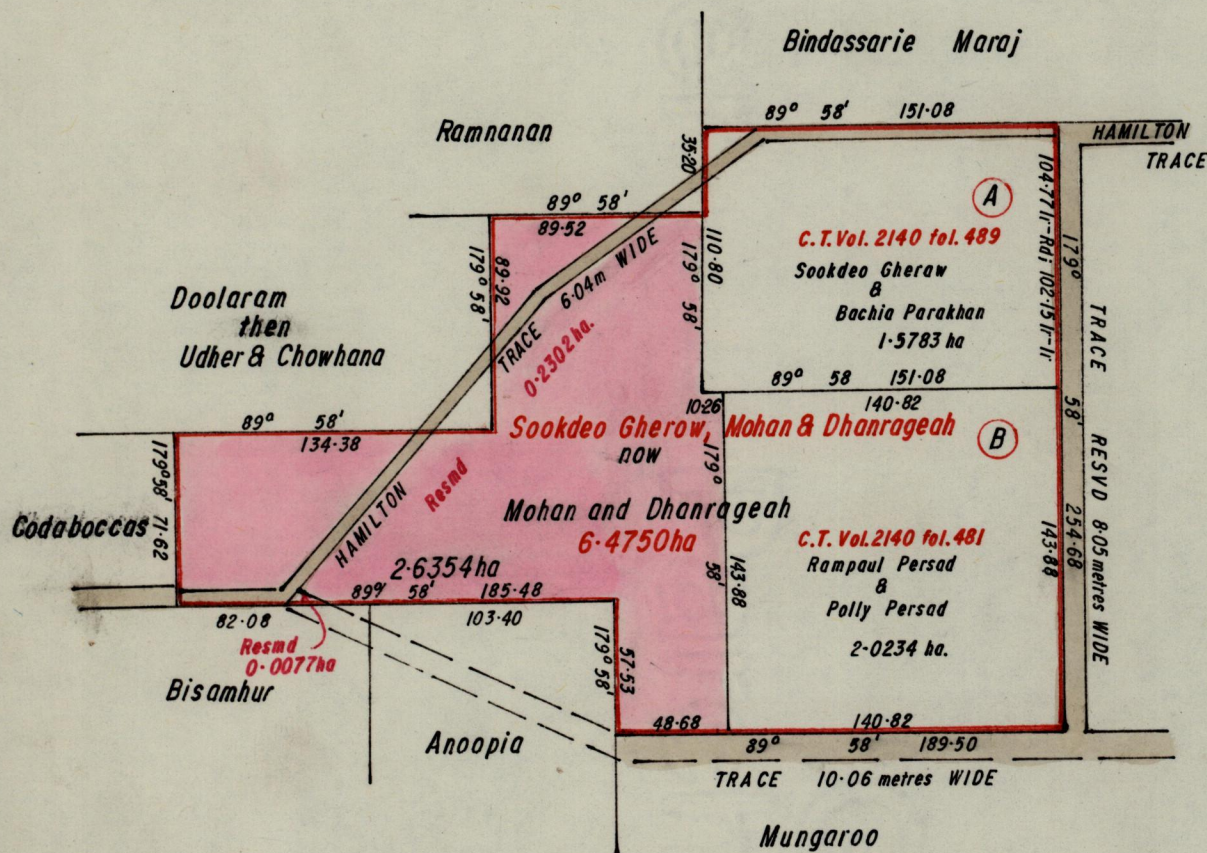 Bindassarie Maraj
89° 58' 151·08
HAMILTON
TRACE
Ramnanan
35·20
89° 58'
89·52
A
C.T. Vol. 2140 fol. 489
Sookdeo Gheraw
&
Bachia Parakhan
1·5783 ha
104·77 Ir-Rd; 102·15 Ir-Ir
179° 58' 254·68
TRACE RESVD 8·05 metres WIDE
110·80
179° 58'
6·04m WIDE
TRACE
0·2302 ha.
89·92
179° 58'
Doolaram
then
Udher & Chowhana
89° 58 151·08
140·82
10·26
89° 58'
134·38
Sookdeo Gherow, Mohan & Dhanrageah
now
B
Resmd
HAMILTON
Mohan and Dhanrageah
6·4750ha
179° 58'
143·88
C.T. Vol. 2140 fol. 481
Rampaul Persad
&
Polly Persad
2·0234 ha.
143·88
Codaboccas
179° 58' 71·62
2·6354ha
89° 58' 185·48
103·40
82·08
Resmd
0·0077ha
Bisamhur
179° 58'
57·53
48·68
140·82
Anoopia
89° 58' 189·50
TRACE 10·06 metres WIDE
Mungaroo